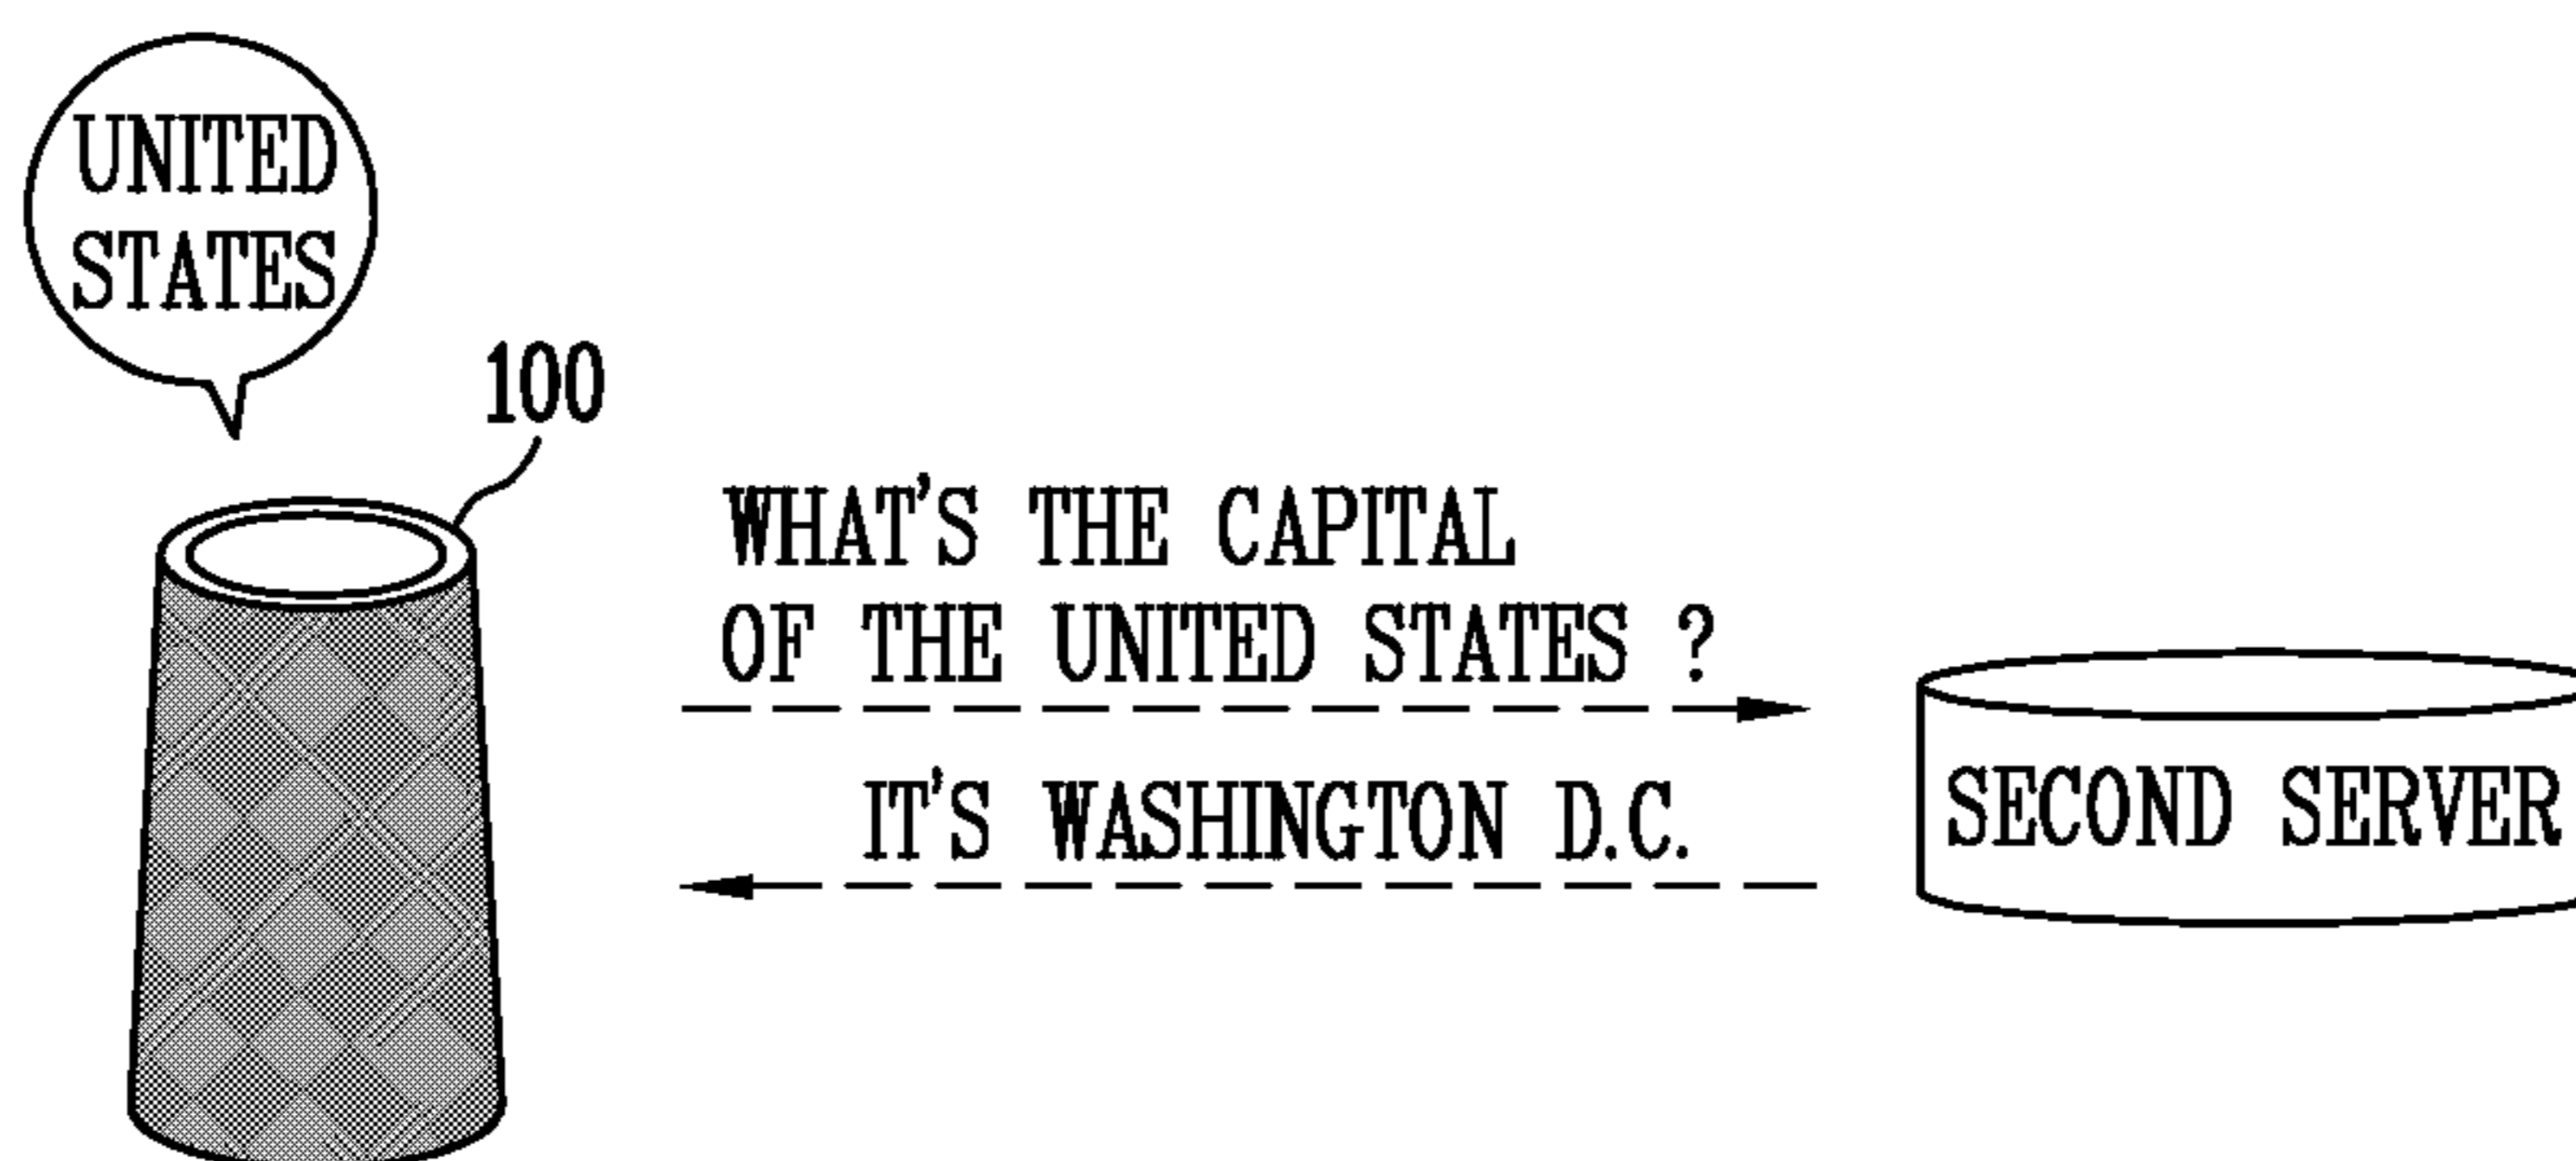 UNITED
STATES
100
WHAT'S THE CAPITAL
OF THE UNITED STATES ?
IT'S WASHINGTON D.C.
SECOND SERVER